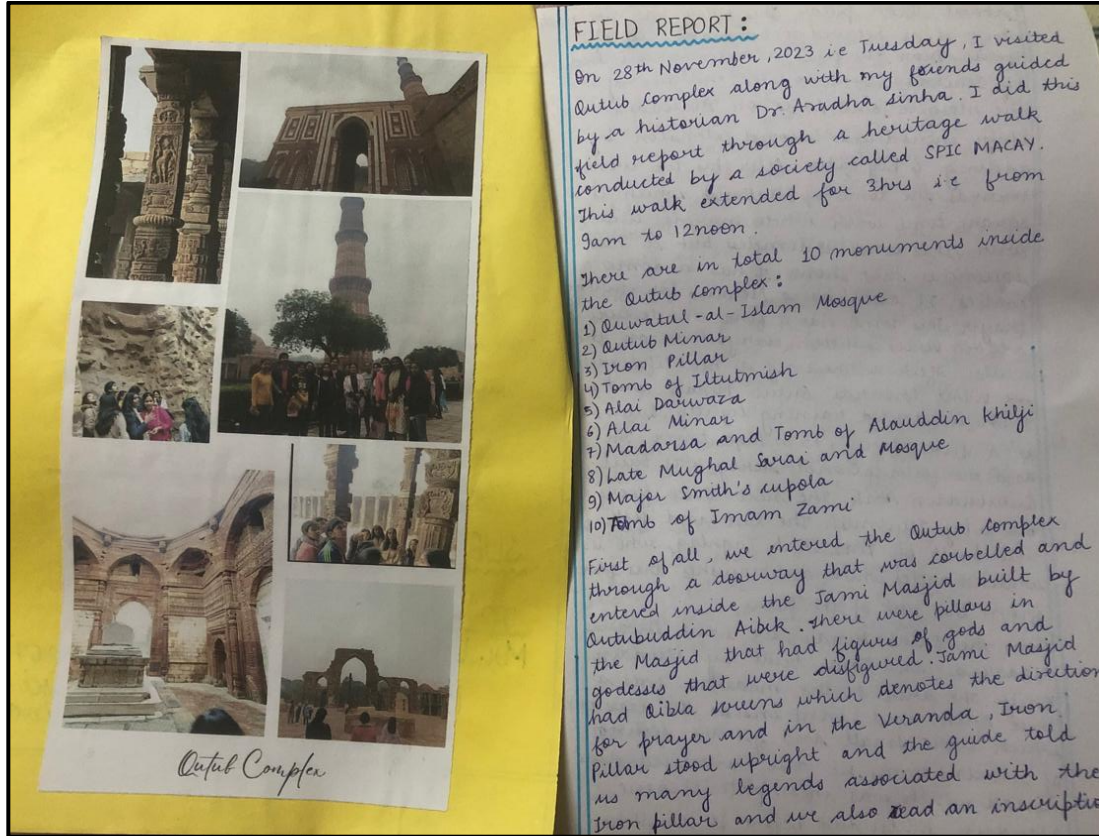 Qutub Complex
FIELD REPORT :
On 28th November, 2023 i.e Tuesday, I visited
Qutub Complex along with my friends guided
by a historian Dr. Aradha sinha. I did this
field report through a heritage walk
conducted by a society called SPIC MACAY.
This walk extended for 3hrs i.e from
9am to 12noon.
There are in total 10 monuments inside
the Qutub Complex :
1) Quwatul-al-Islam Mosque
2) Qutub Minar
3) Iron Pillar
4) Tomb of Iltutmish
5) Alai Darwaza
6) Alai Minar
7) Madarsa and Tomb of Alauddin Khilji
8) Late Mughal Sarai and Mosque
9) Major Smith's cupola
10) Tomb of Imam Zami
First of all, we entered the Qutub Complex
through a doorway that was corbelled and
entered inside the Jami Masjid built by
Qutubuddin Aibek. There were pillars in
the Masjid that had figures of gods and
godesses that were disfigured. Jami Masjid
had Qibla screens which denotes the direction
for prayer and in the Veranda, Iron
Pillar stood upright and the guide told
us many legends associated with the
Iron pillar and we also read an inscriptio